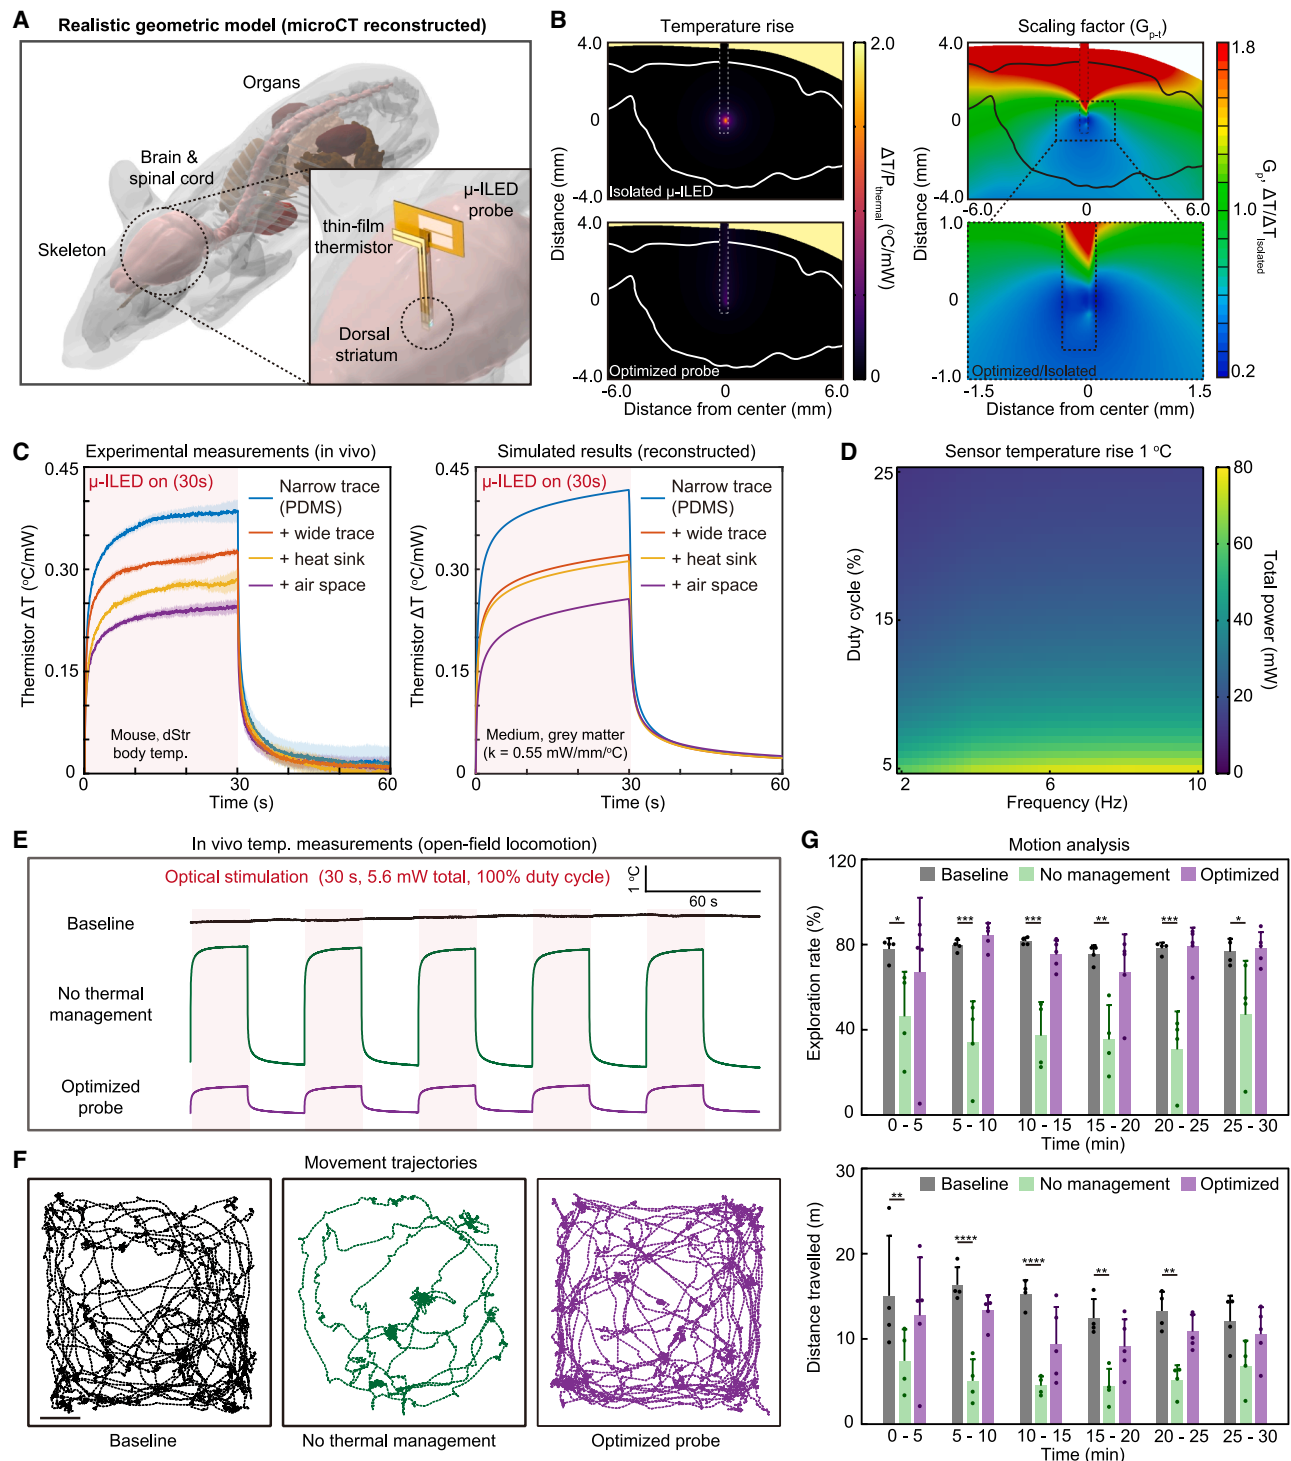 A
Realistic geometric model (microCT reconstructed)
Organs
Brain &
spinal cord
Skeleton
μ-ILED
probe
thin-film
thermistor
Dorsal
striatum
B
Temperature rise
4.0
0
-4.0
Isolated μ-ILED
4.0
0
-4.0
Optimized probe
-6.0
0
6.0
Distance (mm)
Distance from center (mm)
2.0
0
ΔT/Pthermal (°C/mW)
Scaling factor (Gp-t)
4.0
0
-4.0
-6.0
0
6.0
1.0
0
-1.0
Optimized/Isolated
-1.5
0
1.5
Distance (mm)
Distance from center (mm)
1.8
1.0
0.2
Gp, ΔT/ΔTisolated
C
Experimental measurements (in vivo)
0.45
0.30
0.15
0
Thermistor ΔT (°C/mW)
μ-ILED on (30s)
Narrow trace
(PDMS)
+ wide trace
+ heat sink
+ air space
Mouse, dStr
body temp.
0
30
60
Time (s)
Simulated results (reconstructed)
0.45
0.30
0.15
0
Thermistor ΔT (°C/mW)
μ-ILED on (30s)
Narrow trace
(PDMS)
+ wide trace
+ heat sink
+ air space
Medium, grey matter
(k = 0.55 mW/mm/°C)
0
30
60
Time (s)
D
Sensor temperature rise 1 °C
25
15
5
Duty cycle (%)
2
6
10
Frequency (Hz)
80
60
40
20
0
Total power (mW)
E
In vivo temp. measurements (open-field locomotion)
Optical stimulation (30 s, 5.6 mW total, 100% duty cycle)
1 °C
60 s
Baseline
No thermal
management
Optimized
probe
F
Movement trajectories
Baseline
No thermal management
Optimized probe
G
Motion analysis
120
80
40
0
Exploration rate (%)
Baseline
No management
Optimized
*
***
***
**
***
*
0 - 5
5 - 10
10 - 15
15 - 20
20 - 25
25 - 30
Time (min)
30
20
10
0
Distance travelled (m)
Baseline
No management
Optimized
**
****
****
**
**
0 - 5
5 - 10
10 - 15
15 - 20
20 - 25
25 - 30
Time (min)